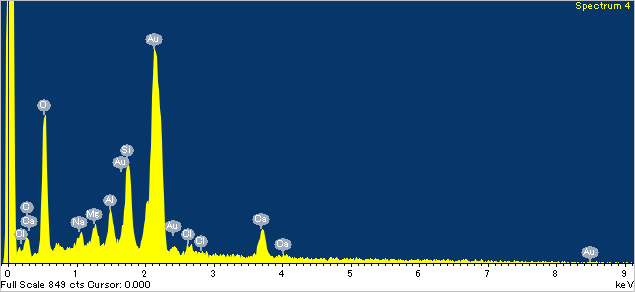 Spectrum 4
Au
O
Si
Au
C
Ca
Cl
Na
Mg
Al
Au
Cl
Cl
Ca
Ca
Au
0 1 2 3 4 5 6 7 8 9
Full Scale 849 cts Cursor: 0.000 keV